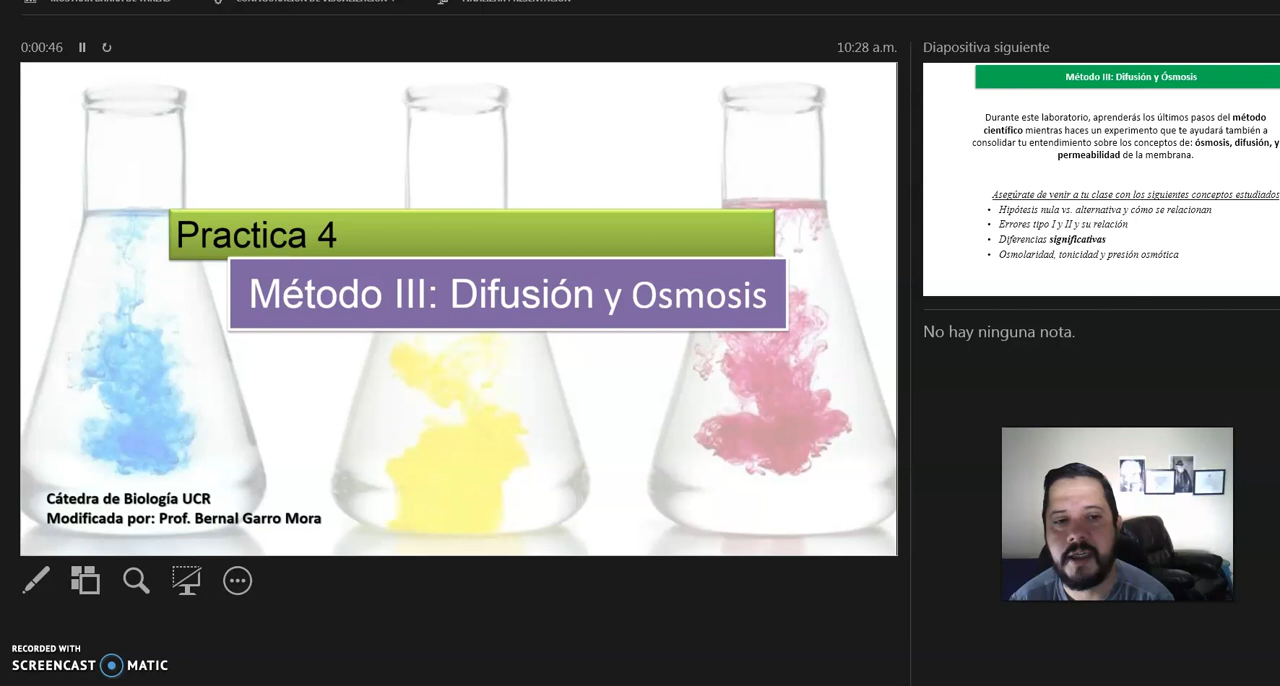 0:00:46
10:28 a.m.
Diapositiva siguiente
Practica 4
Método III: Difusión y Osmosis
Cátedra de Biología UCR
Modificada por: Prof. Bernal Garro Mora
Método III: Difusión y Ósmosis
Durante este laboratorio, aprenderás los últimos pasos del método
científico mientras haces un experimento que te ayudará también a
consolidar tu entendimiento sobre los conceptos de: ósmosis, difusión, y
permeabilidad de la membrana.
Asegúrate de venir a tu clase con los siguientes conceptos estudiados
• Hipótesis nula vs. alternativa y cómo se relacionan
• Errores tipo I y II y su relación
• Diferencias significativas
• Osmolaridad, tonicidad y presión osmótica
No hay ninguna nota.
RECORDED WITH
SCREENCAST MATIC